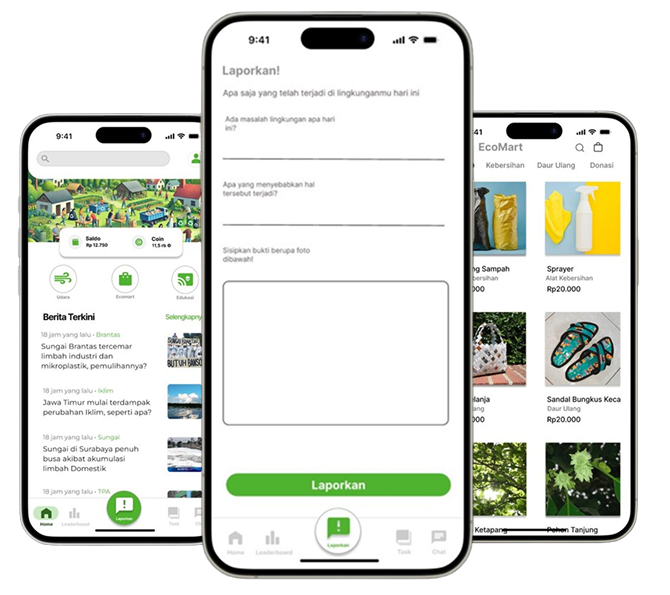 9:41
Saldo
Rp 12.750
Coin
11,5 rb
Udara
Ecomart
Edukasi
Berita Terkini
Selengkapny
18 jam yang lalu • Brantas
Sungai Brantas tercemar
limbah industri dan
mikroplastik, pemulihannya?
18 jam yang lalu • Iklim
Jawa Timur mulai terdampak
perubahan Iklim, seperti apa?
18 jam yang lalu • Sungai
Sungai di Surabaya penuh
busa akibat akumulasi
limbah Domestik
18 jam yang lalu • TPA
Home
Leaderboard
Laporkan
Task
9:41
Laporkan!
Apa saja yang telah terjadi di lingkunganmu hari ini
Ada masalah lingkungan apa hari
ini?
Apa yang menyebabkan hal
tersebut terjadi?
Sisipkan bukti berupa foto
dibawah!
Laporkan
Home
Leaderboard
Laporkan
Task
Chat
:41
EcoMart
Kebersihan
Daur Ulang
Donasi
ng Sampah
ebersihan
000
Sprayer
Alat Kebersihan
Rp20.000
elanja
ang
000
Sandal Bungkus Keca
Daur Ulang
Rp20.000
Ketapang
Pohon Tanjung